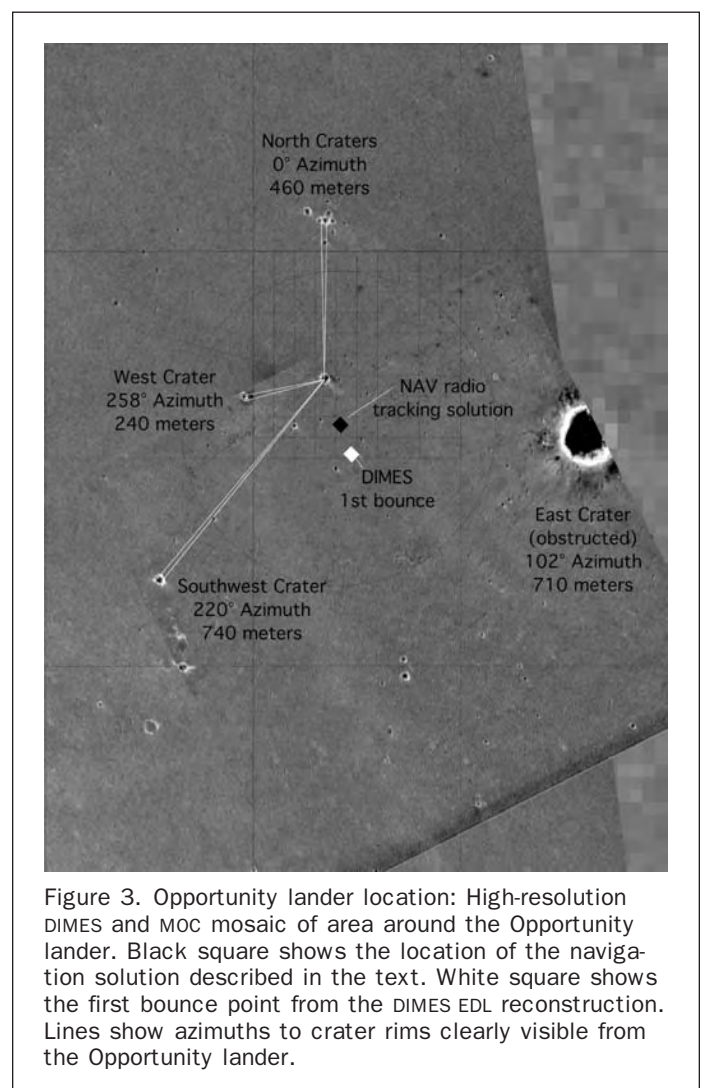 North Craters
0° Azimuth
460 meters
West Crater
258° Azimuth
240 meters
NAV radio
tracking solution
DIMES
1st bounce
East Crater
(obstructed)
102° Azimuth
710 meters
Southwest Crater
220° Azimuth
740 meters
Figure 3. Opportunity lander location: High-resolution
DIMES and MOC mosaic of area around the Opportunity
lander. Black square shows the location of the naviga-
tion solution described in the text. White square shows
the first bounce point from the DIMES EDL reconstruction.
Lines show azimuths to crater rims clearly visible from
the Opportunity lander.